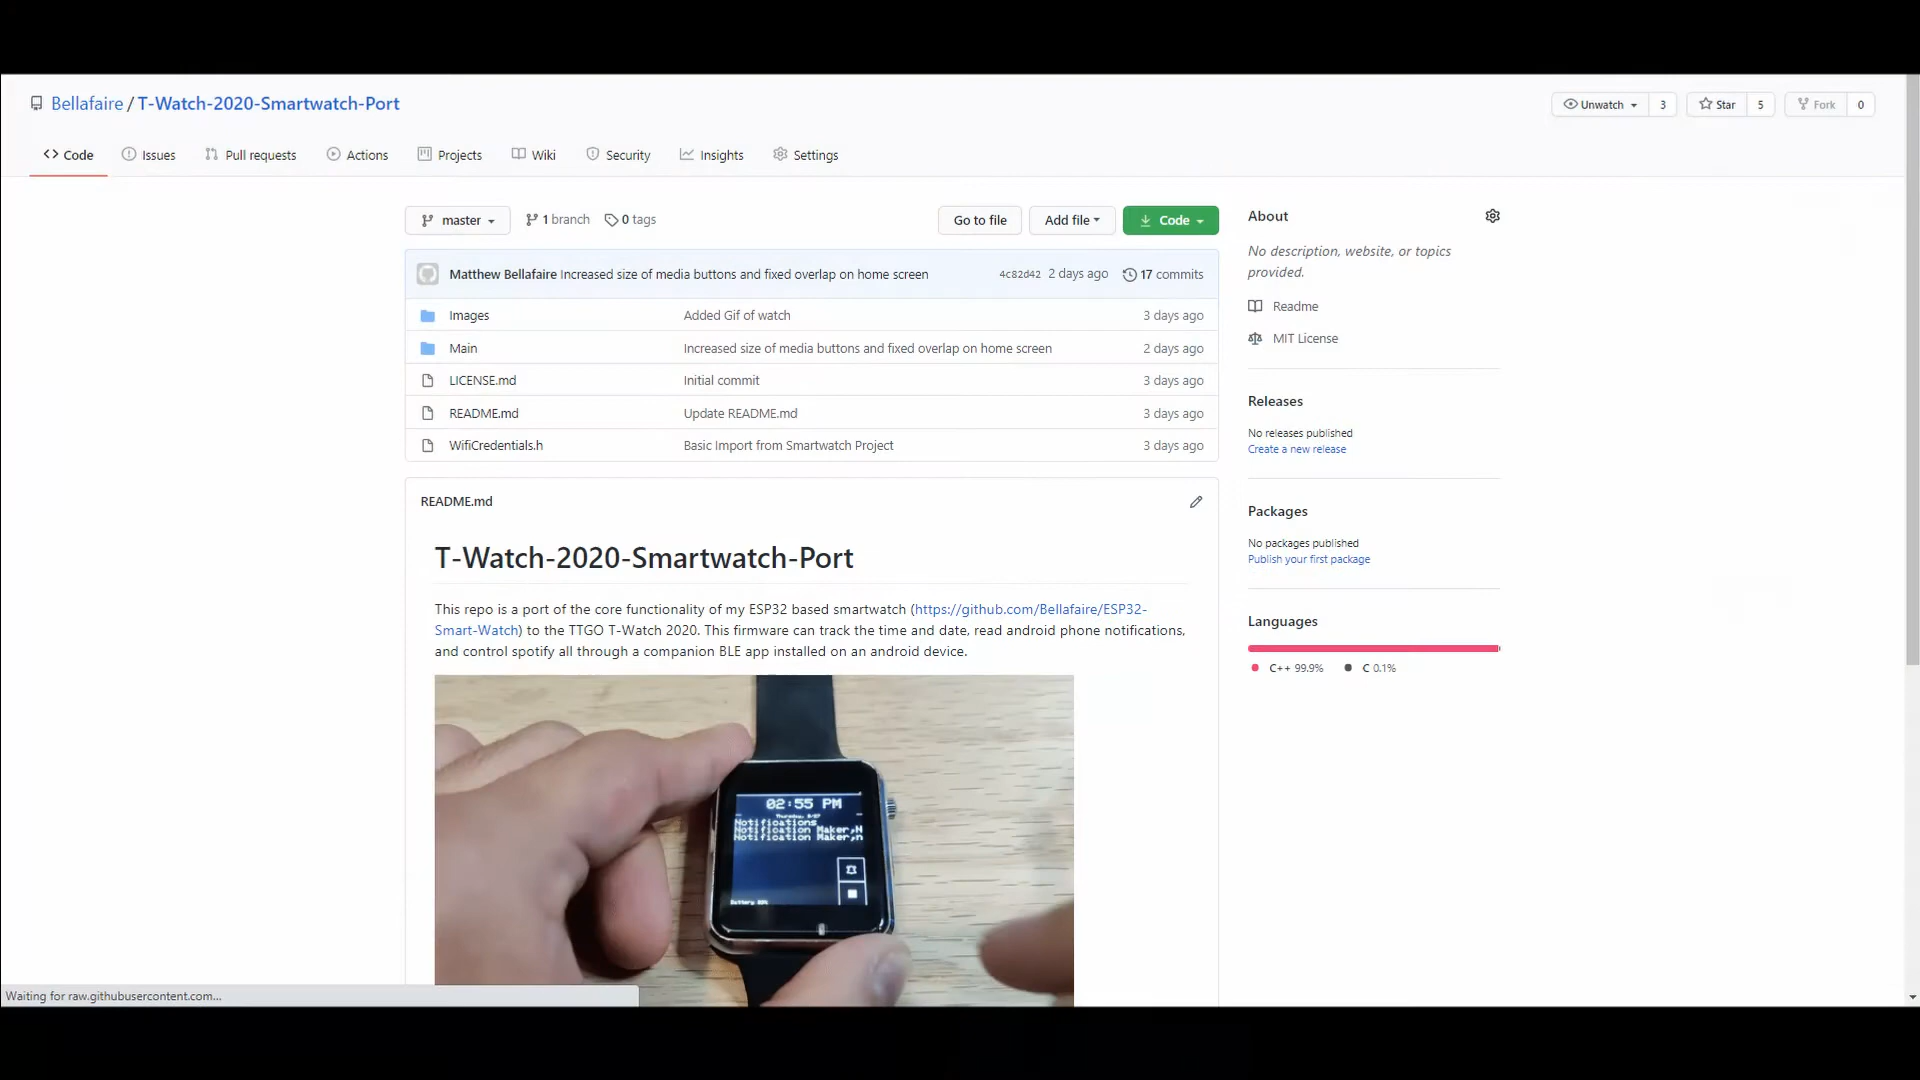 Bellafaire / T-Watch-2020-Smartwatch-Port
Unwatch 3 Star 5 Fork 0
Code Issues Pull requests Actions Projects Wiki Security Insights Settings
master 1 branch 0 tags Go to file Add file Code
Matthew Bellafaire Increased size of media buttons and fixed overlap on home screen 4c82d42 2 days ago 17 commits
Images Added Gif of watch 3 days ago
Main Increased size of media buttons and fixed overlap on home screen 2 days ago
LICENSE.md Initial commit 3 days ago
README.md Update README.md 3 days ago
WifiCredentials.h Basic Import from Smartwatch Project 3 days ago
README.md
T-Watch-2020-Smartwatch-Port
This repo is a port of the core functionality of my ESP32 based smartwatch (https://github.com/Bellafaire/ESP32-
Smart-Watch) to the TTGO T-Watch 2020. This firmware can track the time and date, read android phone notifications,
and control spotify all through a companion BLE app installed on an android device.
02:55 PM
Notifications
Notification Maker,N
Notification Maker,n
About
No description, website, or topics
provided.
Readme
MIT License
Releases
No releases published
Create a new release
Packages
No packages published
Publish your first package
Languages
C++ 99.9% C 0.1%
Waiting for raw.githubusercontent.com...